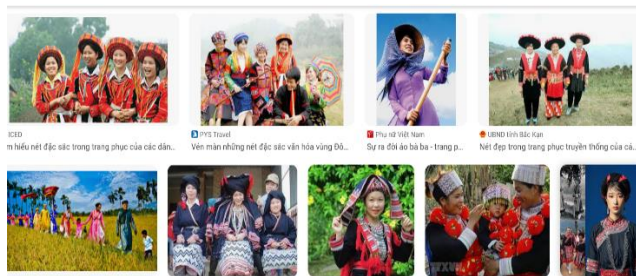 ICED
PYS Travel
Phụ nữ Việt Nam
UBND tỉnh Bắc Kạn
m hiểu nét đặc sắc trong trang phục của các dân...
Vén màn những nét đặc sắc văn hóa vùng Đô...
Sự ra đời áo bà ba - trang p...
Nét đẹp trong trang phục truyền thống của cá...